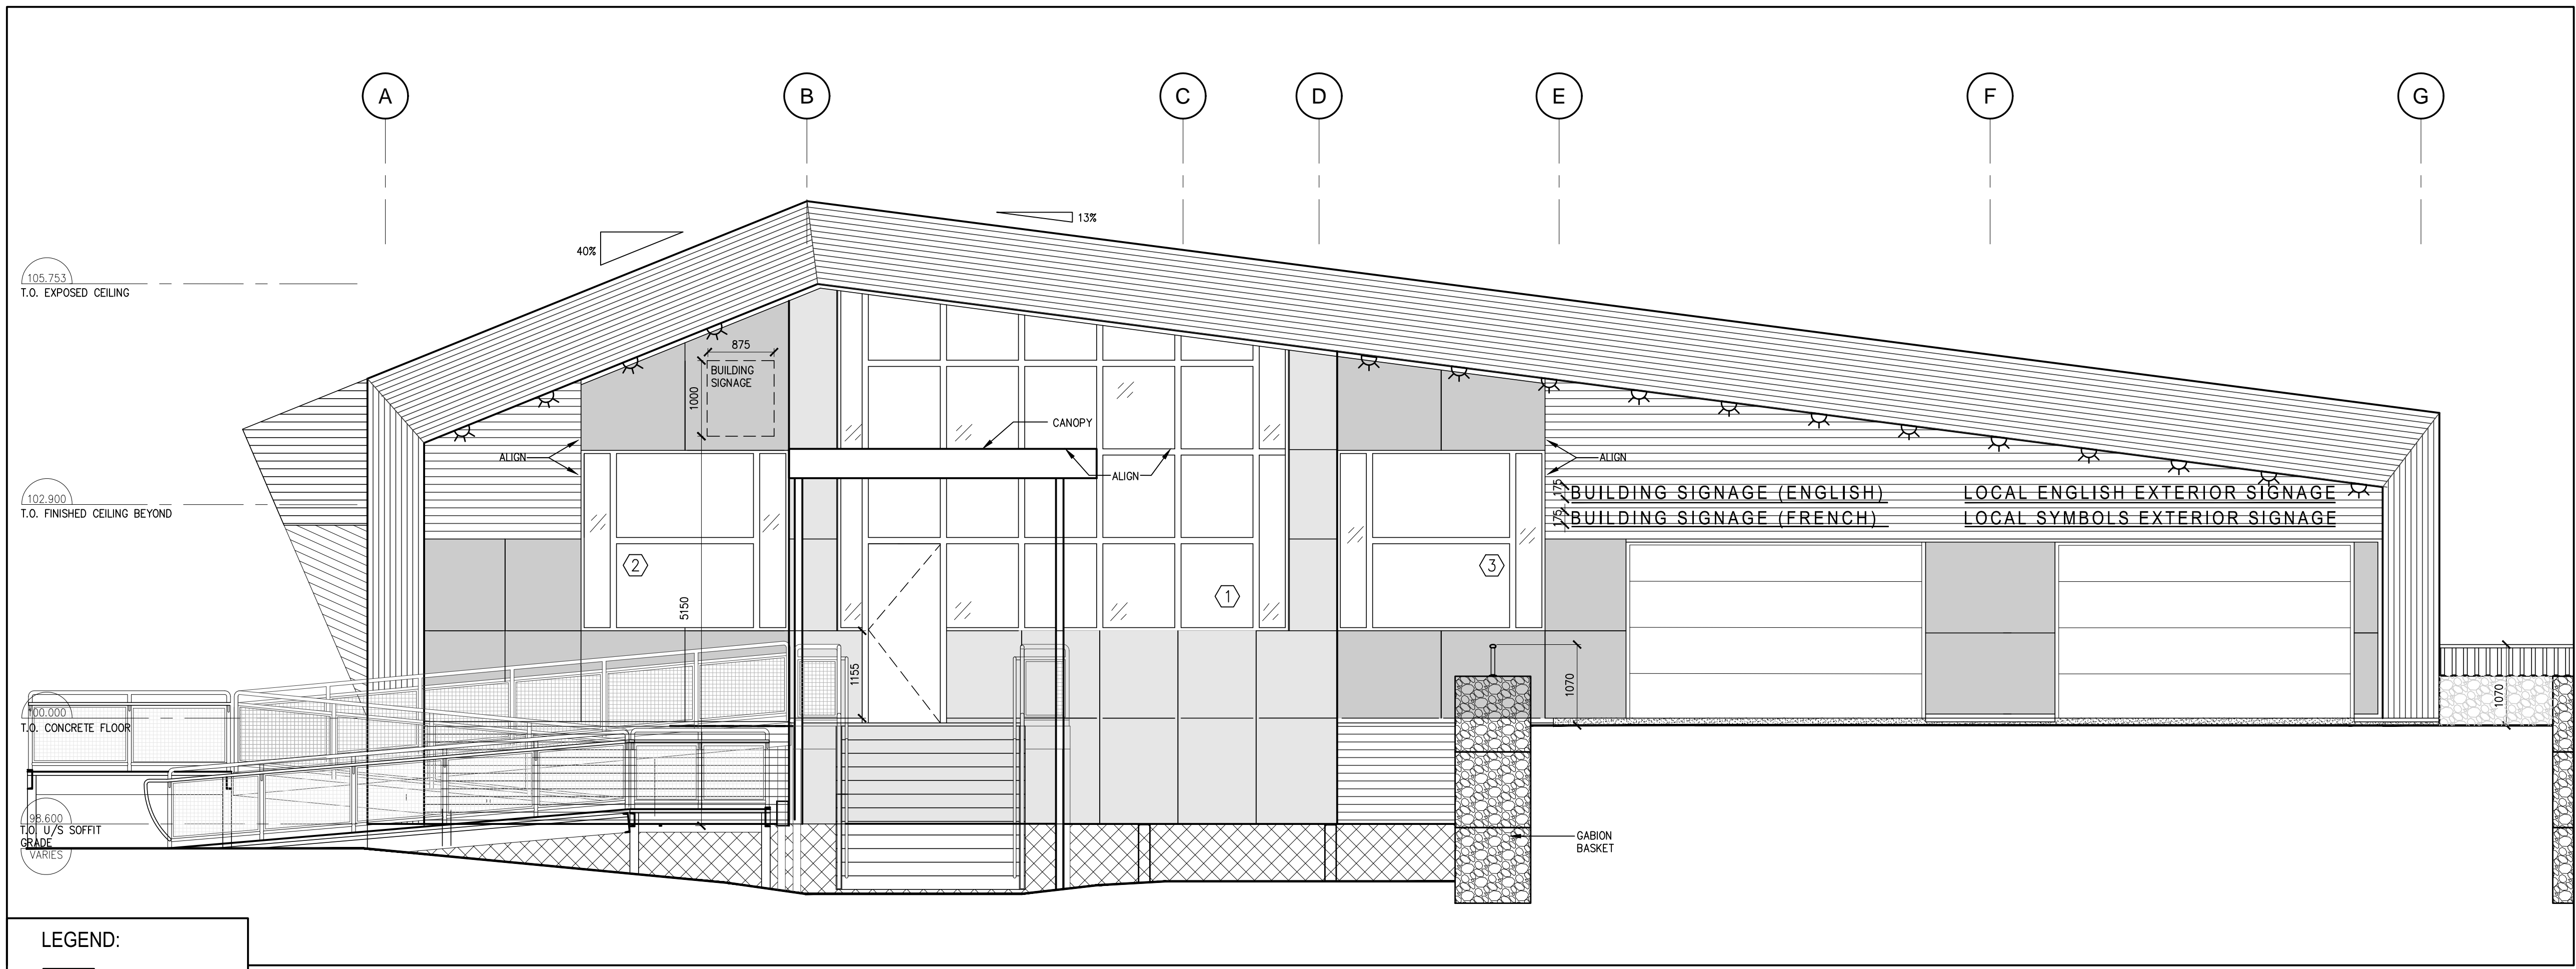 A
B
C
D
E
F
G
13%
40%
105.753
T.O. EXPOSED CEILING
875
BUILDING
SIGNAGE
1000
CANOPY
ALIGN
ALIGN
ALIGN
102.900
T.O. FINISHED CEILING BEYOND
175
BUILDING SIGNAGE (ENGLISH)
LOCAL ENGLISH EXTERIOR SIGNAGE
175
BUILDING SIGNAGE (FRENCH)
LOCAL SYMBOLS EXTERIOR SIGNAGE
2
3
1
5150
1155
1070
1070
100.000
T.O. CONCRETE FLOOR
98.600
T.O. U/S SOFFIT
GRADE
VARIES
GABION
BASKET
LEGEND: